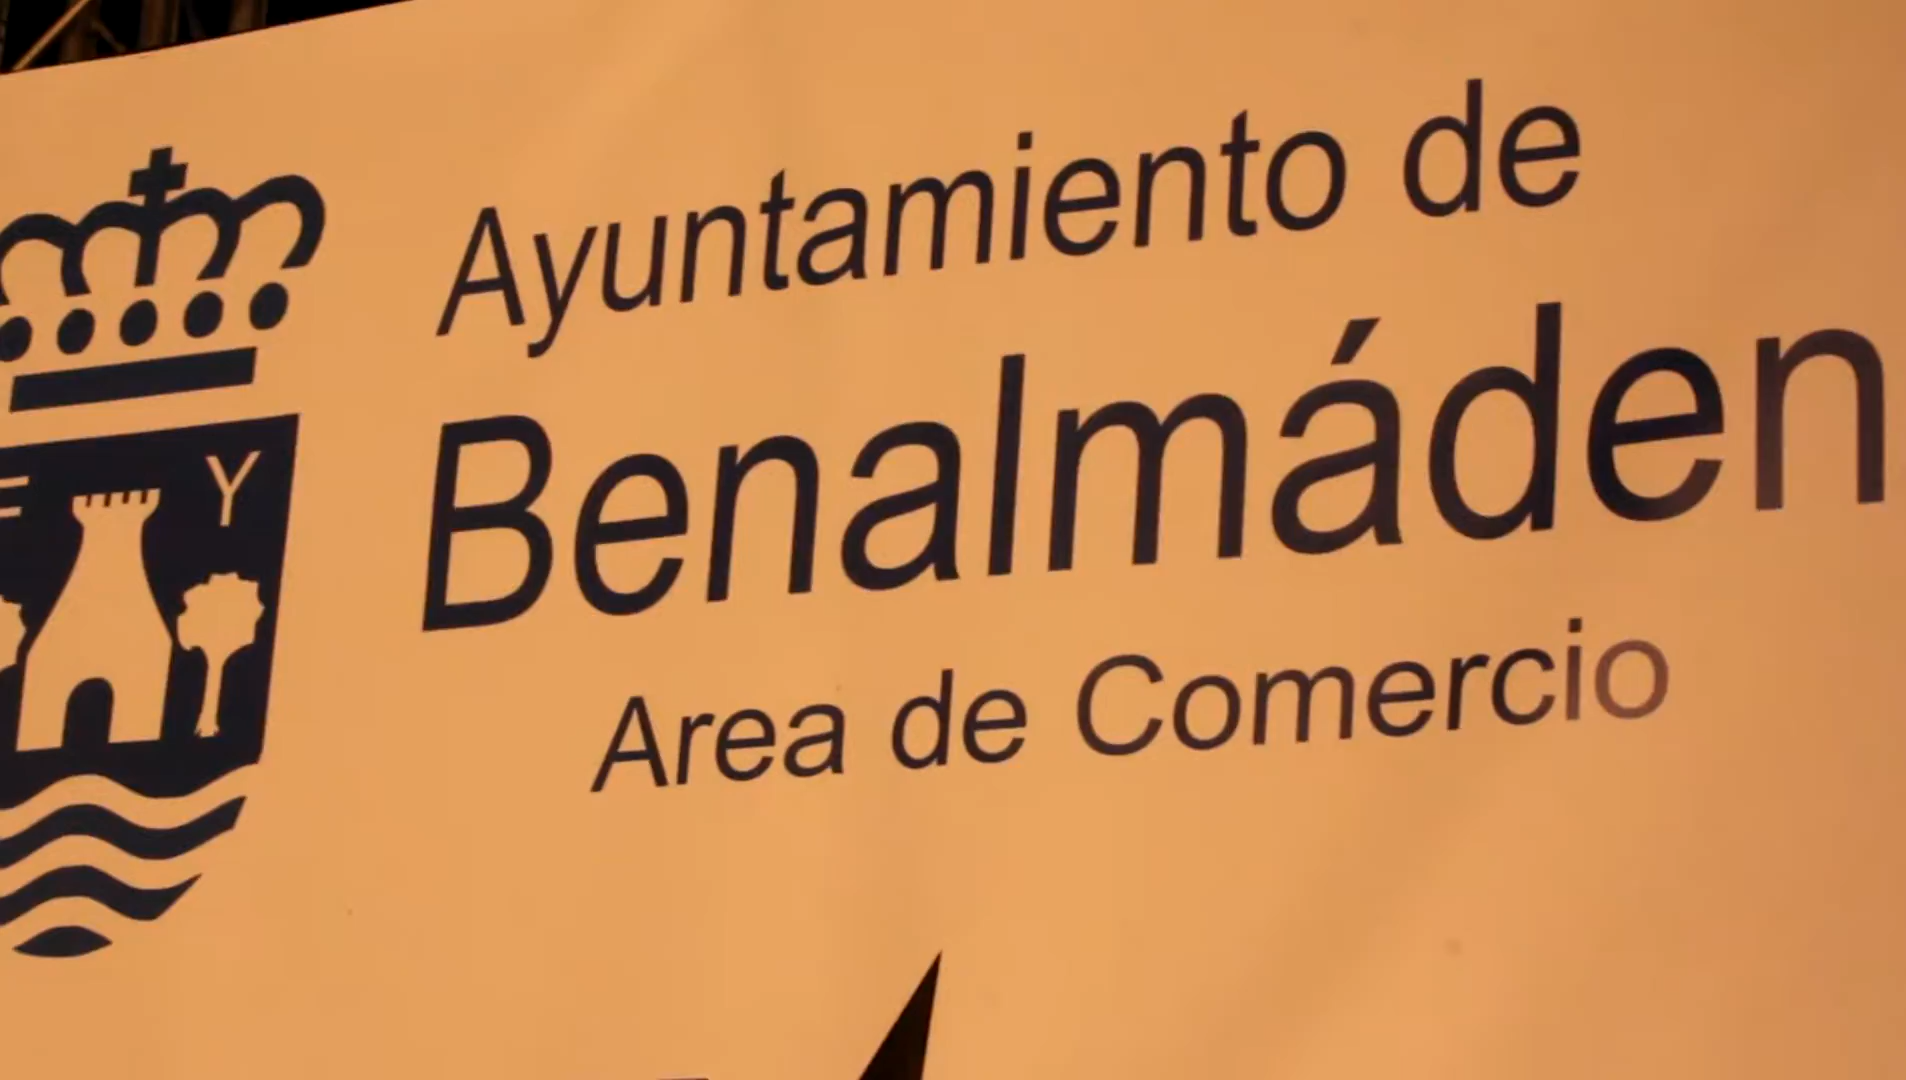 Ayuntamiento de
Benalmáden
Area de Comercio
Y